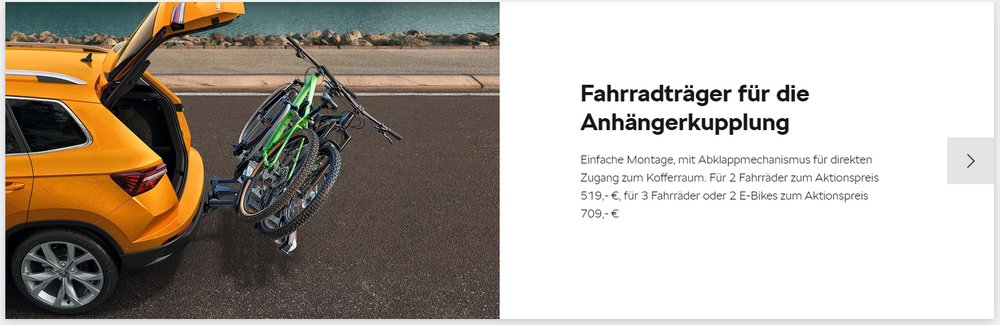 Fahrradträger für die
Anhängerkupplung
Einfache Montage, mit Abklappmechanismus für direkten
Zugang zum Kofferraum. Für 2 Fahrräder zum Aktionspreis
519,- €, für 3 Fahrräder oder 2 E-Bikes zum Aktionspreis
709,- €